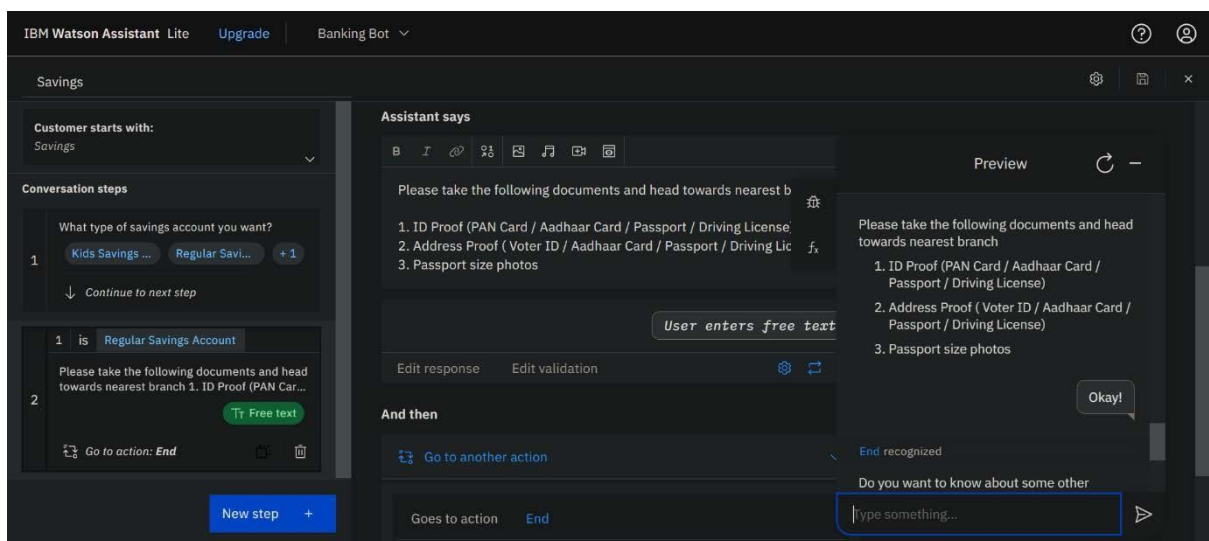 IBM Watson Assistant Lite Upgrade Banking Bot
Savings
Customer starts with:
Savings
Conversation steps
1
What type of savings account you want?
Kids Savings ... Regular Savi... + 1
Continue to next step
2
1 is Regular Savings Account
Please take the following documents and head
towards nearest branch 1. ID Proof (PAN Car...
TT Free text
Go to action: End
New step +
Assistant says
B I
Please take the following documents and head towards nearest b
1. ID Proof (PAN Card / Aadhaar Card / Passport / Driving License
2. Address Proof ( Voter ID / Aadhaar Card / Passport / Driving Lic
3. Passport size photos
User enters free text
Edit response Edit validation
And then
Go to another action
Goes to action End
fx
Preview
Please take the following documents and head
towards nearest branch
1. ID Proof (PAN Card / Aadhaar Card /
Passport / Driving License)
2. Address Proof ( Voter ID / Aadhaar Card /
Passport / Driving License)
3. Passport size photos
Okay!
End recognized
Do you want to know about some other
Type something...